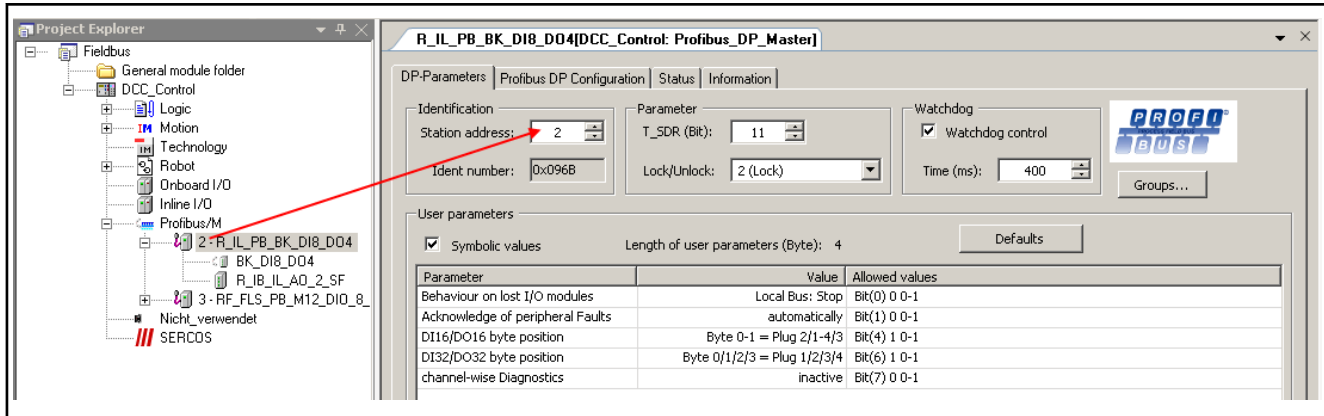 Project Explorer
Fieldbus
General module folder
DCC_Control
Logic
IM Motion
IM Technology
Robot
Onboard I/O
Inline I/O
Profibus/M
2 - R_IL_PB_BK_DI8_DO4
BK_DI8_DO4
R_IB_IL_AO_2_SF
3 - RF_FLS_PB_M12_DIO_8_
Nicht_verwendet
SERCOS
R_IL_PB_BK_DI8_DO4[DCC_Control: Profibus_DP_Master]
DP-Parameters Profibus DP Configuration Status Information
Identification Parameter Watchdog
Station address: 2 T_SDR (Bit): 11 Watchdog control
Ident number: 0x096B Lock/Unlock: 2 (Lock) Time (ms): 400
PROFI
PROCESS FIELD BUS
BUS
Groups...
User parameters
Symbolic values Length of user parameters (Byte): 4 Defaults
Parameter Value Allowed values
Behaviour on lost I/O modules Local Bus: Stop Bit(0) 0 0-1
Acknowledge of peripheral Faults automatically Bit(1) 0 0-1
DI16/DO16 byte position Byte 0-1 = Plug 2/1-4/3 Bit(4) 1 0-1
DI32/DO32 byte position Byte 0/1/2/3 = Plug 1/2/3/4 Bit(6) 1 0-1
channel-wise Diagnostics inactive Bit(7) 0 0-1